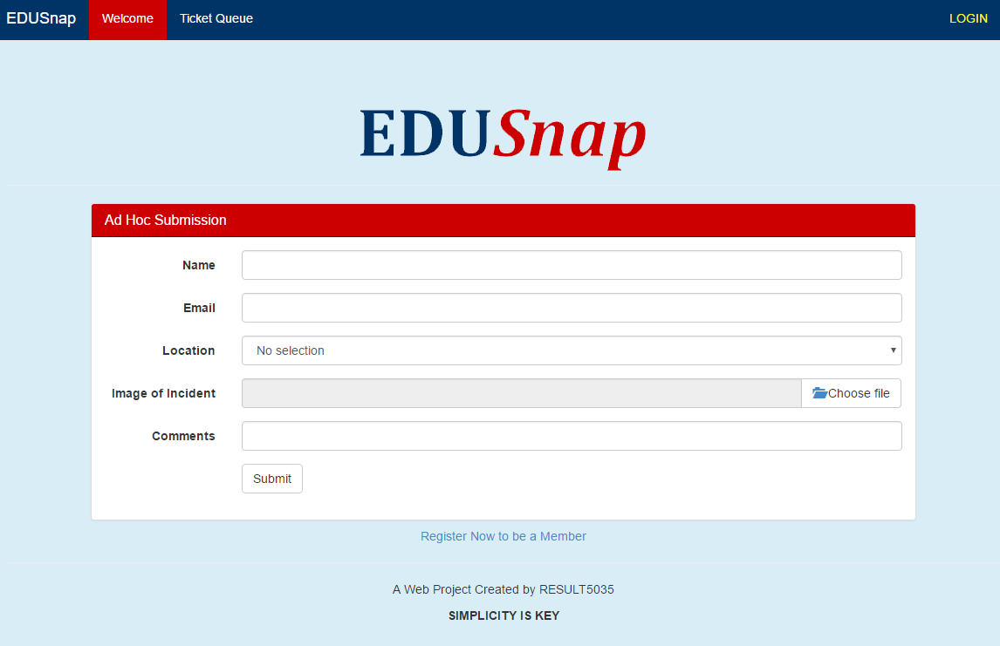 EDUSnap Welcome Ticket Queue LOGIN
EDUSnap
Ad Hoc Submission
Name
Email
Location No selection
Image of Incident Choose file
Comments
Submit
Register Now to be a Member
A Web Project Created by RESULT5035
SIMPLICITY IS KEY